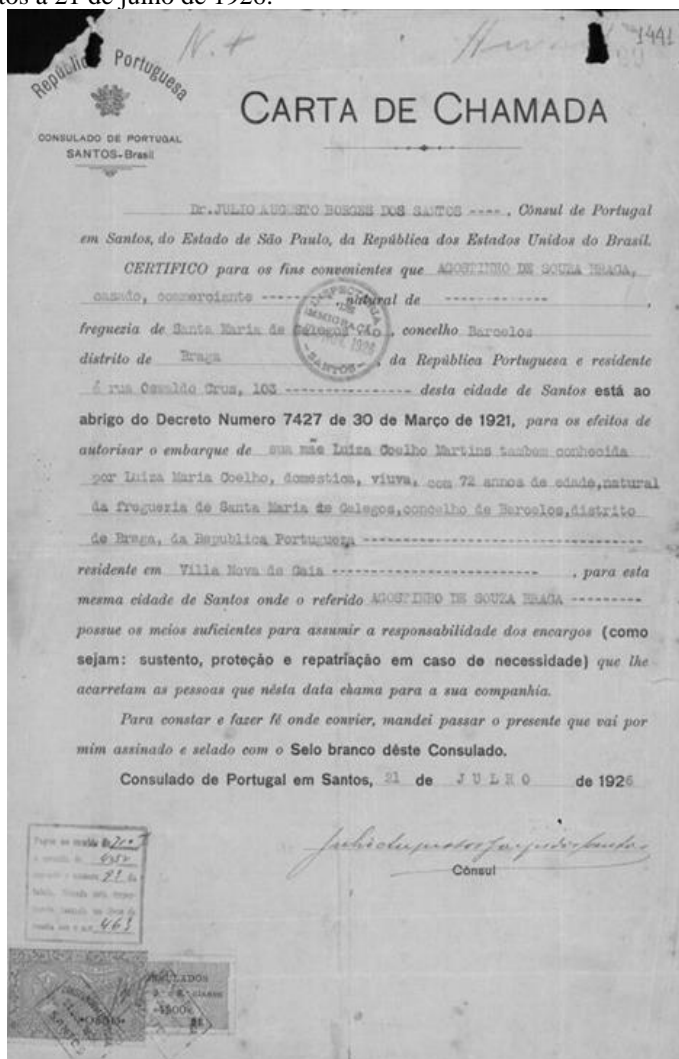 tos a 21 de julho de 1926.
N. +
1441
República Portuguesa
CONSULADO DE PORTUGAL
SANTOS-Brasil
CARTA DE CHAMADA
Dr. JULIO AUGUSTO BORGES DOS SANTOS ----, Cônsul de Portugal
em Santos, do Estado de São Paulo, da República dos Estados Unidos do Brasil.
CERTIFICO para os fins convenientes que AGOSTINHO DE SOUZA BRAGA,
casado, commerciante ------, natural de -------------,
freguezia de Santa Maria de Galegos, concelho Barcelos
distrito de Braga, da República Portuguesa e residente
á rua Oswaldo Cruz, 103 ---------------- desta cidade de Santos está ao
abrigo do Decreto Numero 7427 de 30 de Março de 1921, para os efeitos de
autorisar o embarque de sua mãe Luiza Coelho Martins tambem conhecida
por Luiza Maria Coelho, domestica, viuva, com 72 annos de edade, natural
da freguezia de Santa Maria de Galegos, concelho de Barcelos, distrito
de Braga, da Republica Portugueza -----------------------------------
residente em Villa Nova de Gaia --------------------------, para esta
mesma cidade de Santos onde o referido AGOSTINHO DE SOUZA BRAGA ---------
possue os meios suficientes para assumir a responsabilidade dos encargos (como
sejam: sustento, proteção e repatriação em caso de necessidade) que lhe
acarretam as pessoas que nésta data chama para a sua companhia.
Para constar e fazer fé onde convier, mandei passar o presente que vai por
mim assinado e selado com o Selo branco dêste Consulado.
Consulado de Portugal em Santos, 21 de JULHO de 1926
Cônsul
INSPECTORIA DE IMMIGRAÇÃO
1926
SANTOS
463